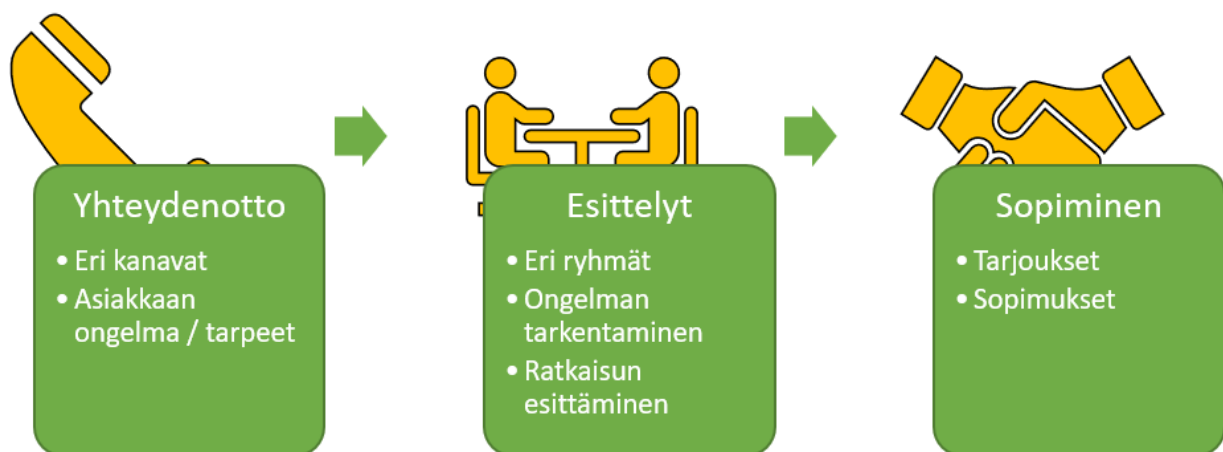 Yhteydenotto
• Eri kanavat
• Asiakkaan
ongelma / tarpeet
Esittelyt
• Eri ryhmät
• Ongelman
tarkentaminen
• Ratkaisun
esittäminen
Sopiminen
• Tarjoukset
• Sopimukset